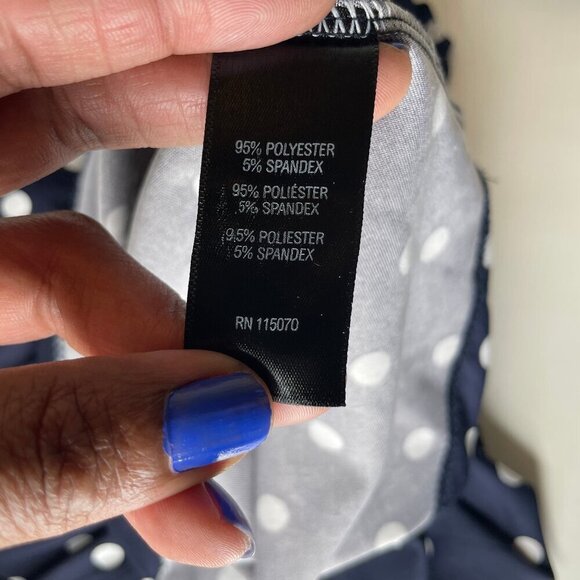 95% POLYESTER
5% SPANDEX
95% POLIÉSTER
5% SPANDEX
95% POLIESTER
5% SPANDEX
RN 115070